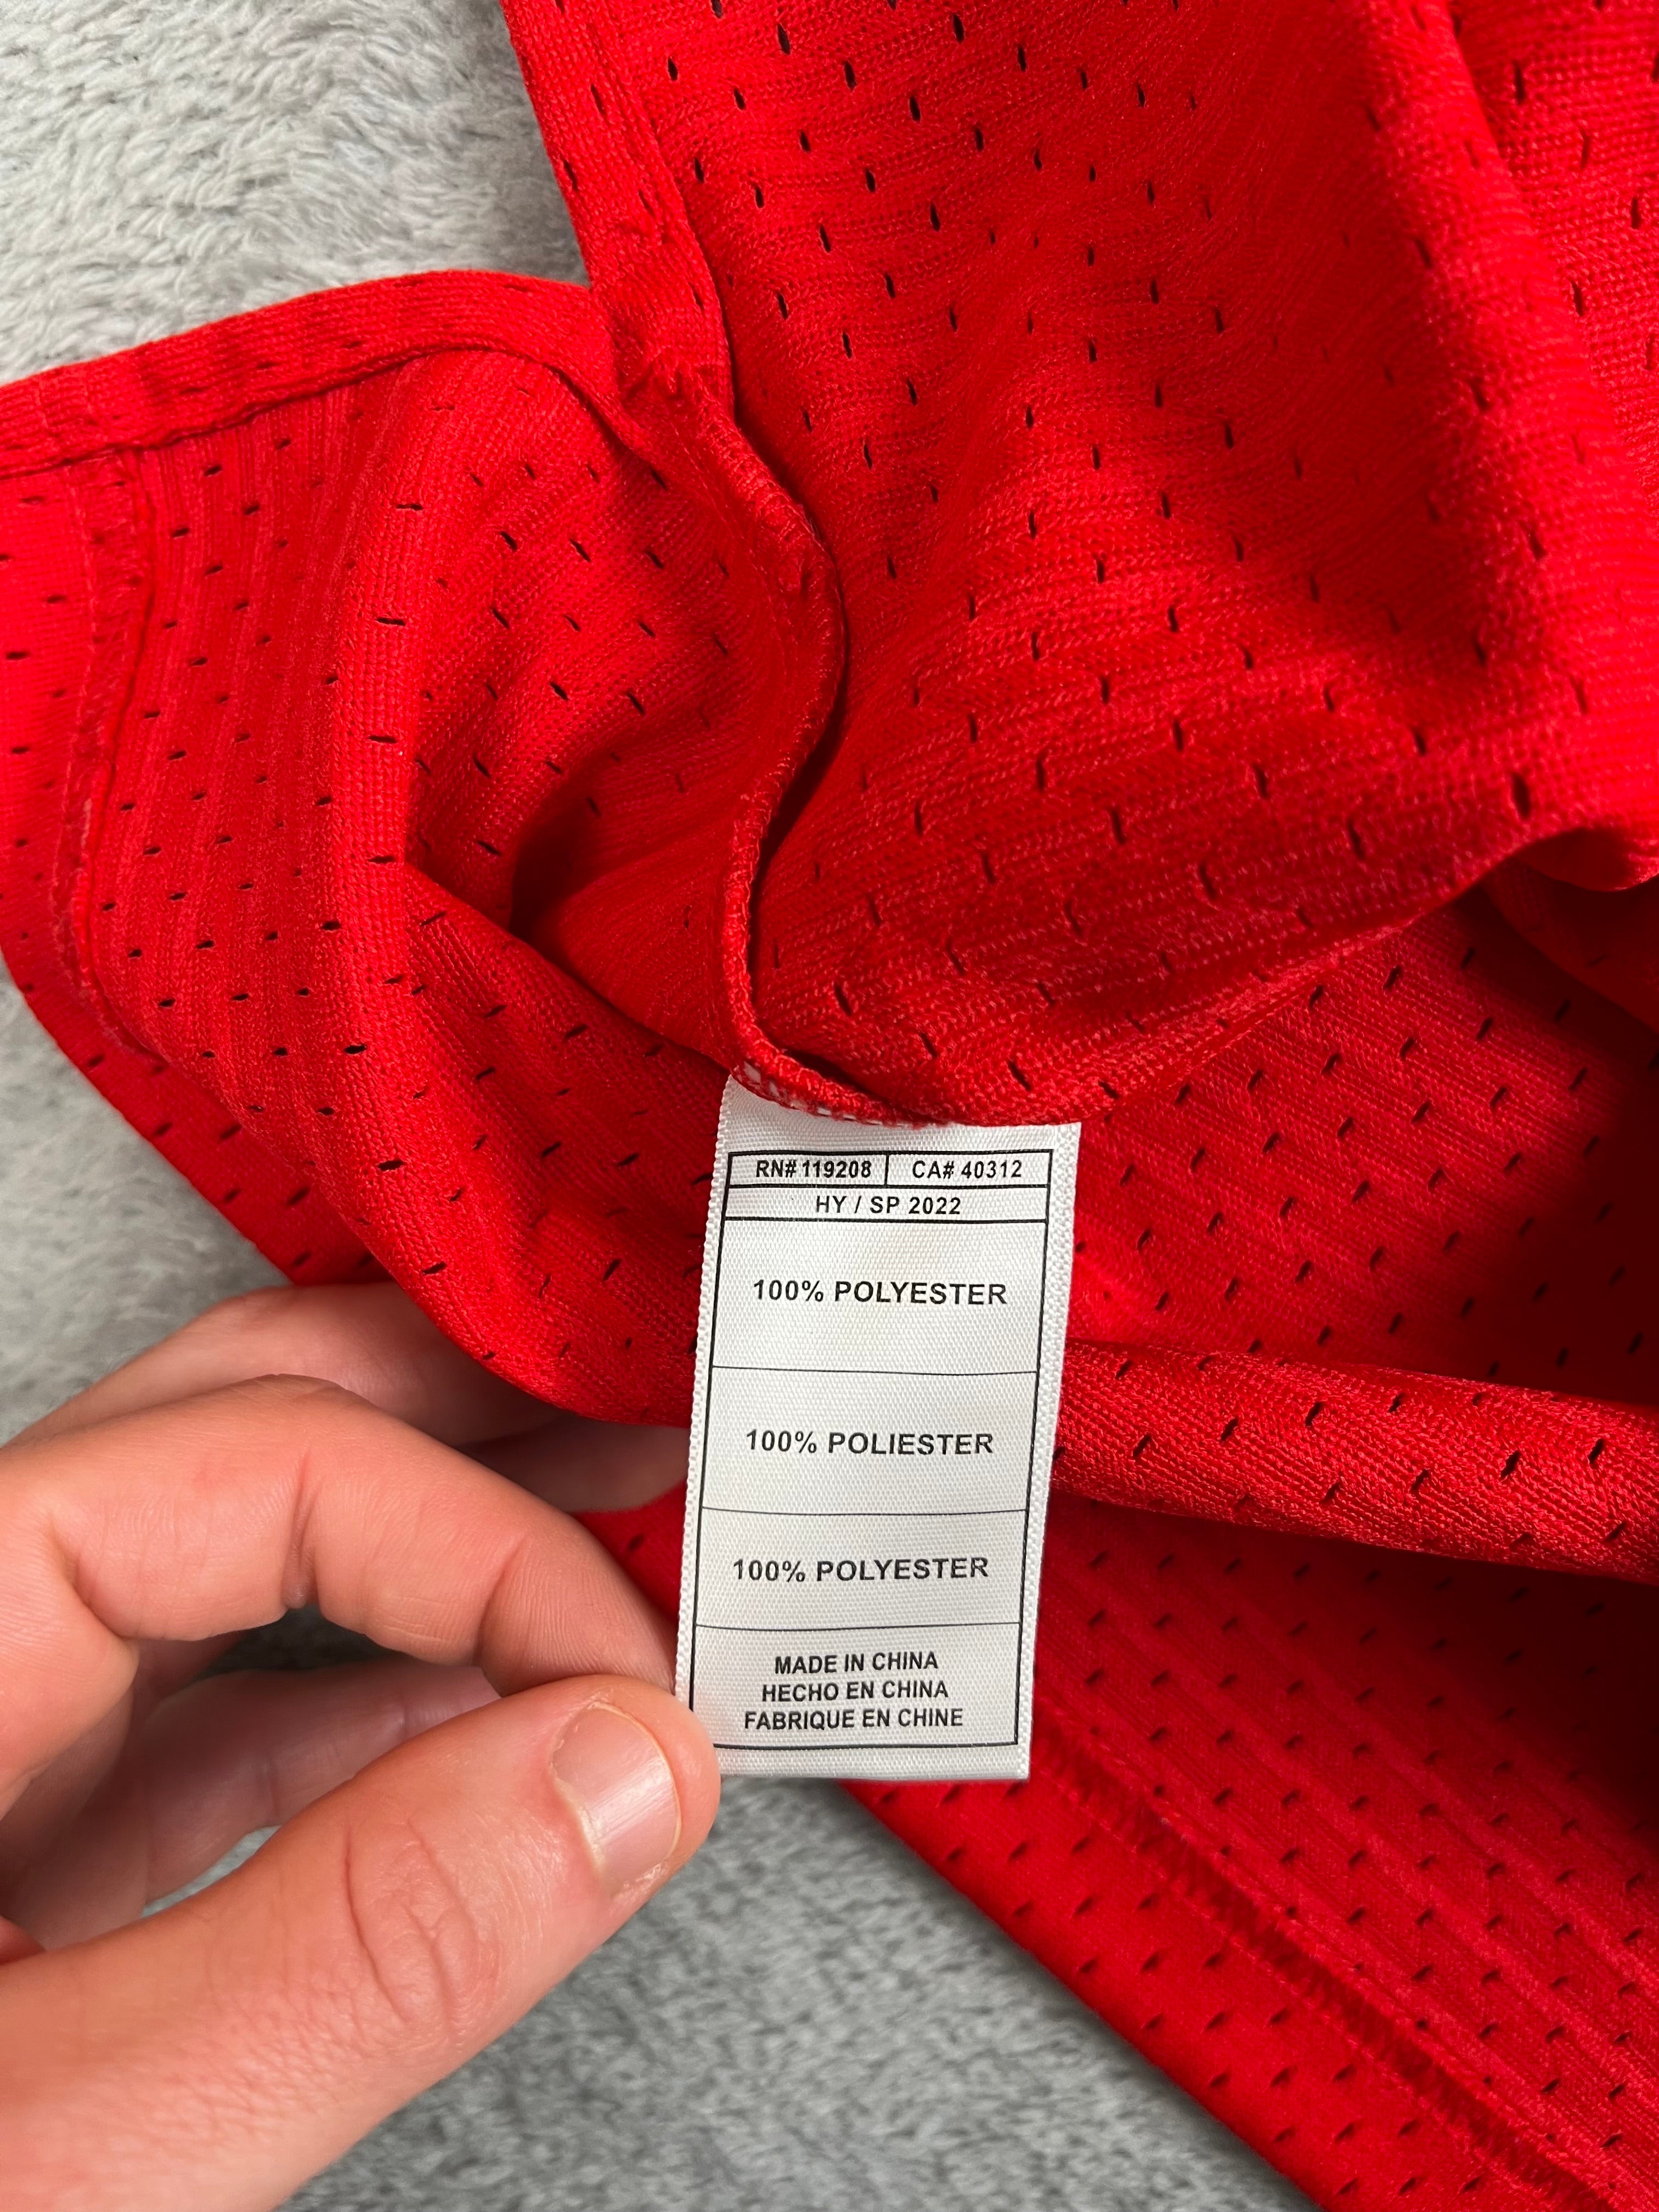 RN# 119208 CA# 40312
HY / SP 2022
100% POLYESTER
100% POLIESTER
100% POLYESTER
MADE IN CHINA
HECHO EN CHINA
FABRIQUE EN CHINE